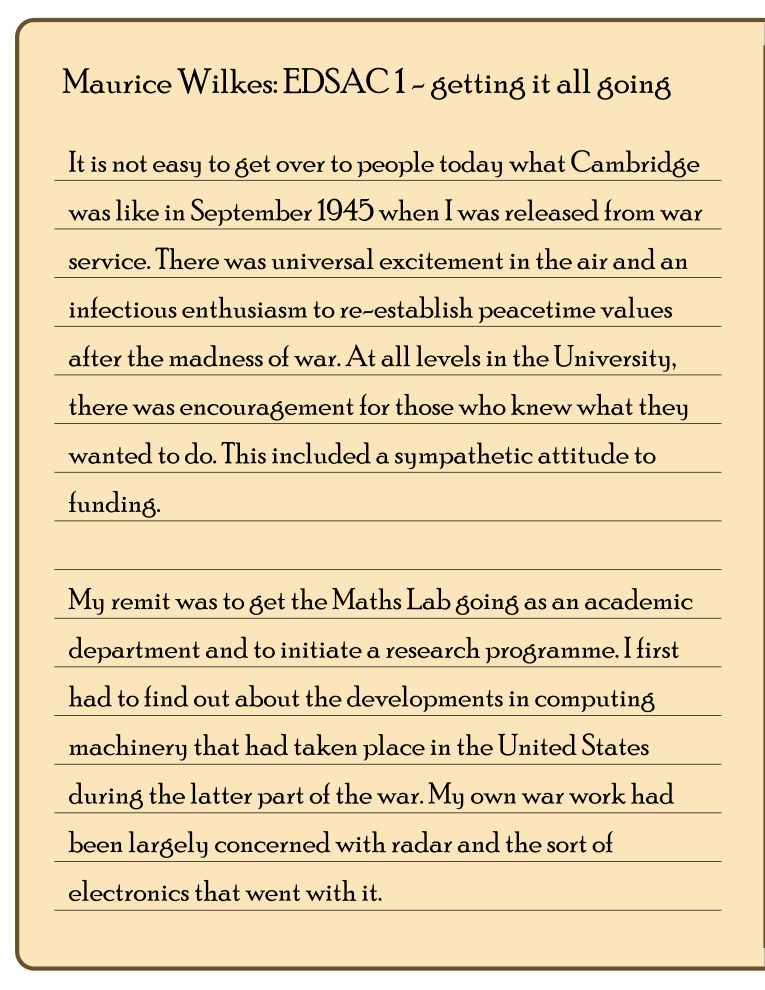 Maurice Wilkes: EDSAC 1 - getting it all going
It is not easy to get over to people today what Cambridge
was like in September 1945 when I was released from war
service. There was universal excitement in the air and an
infectious enthusiasm to re-establish peacetime values
after the madness of war. At all levels in the University,
there was encouragement for those who knew what they
wanted to do. This included a sympathetic attitude to
funding.
My remit was to get the Maths Lab going as an academic
department and to initiate a research programme. I first
had to find out about the developments in computing
machinery that had taken place in the United States
during the latter part of the war. My own war work had
been largely concerned with radar and the sort of
electronics that went with it.